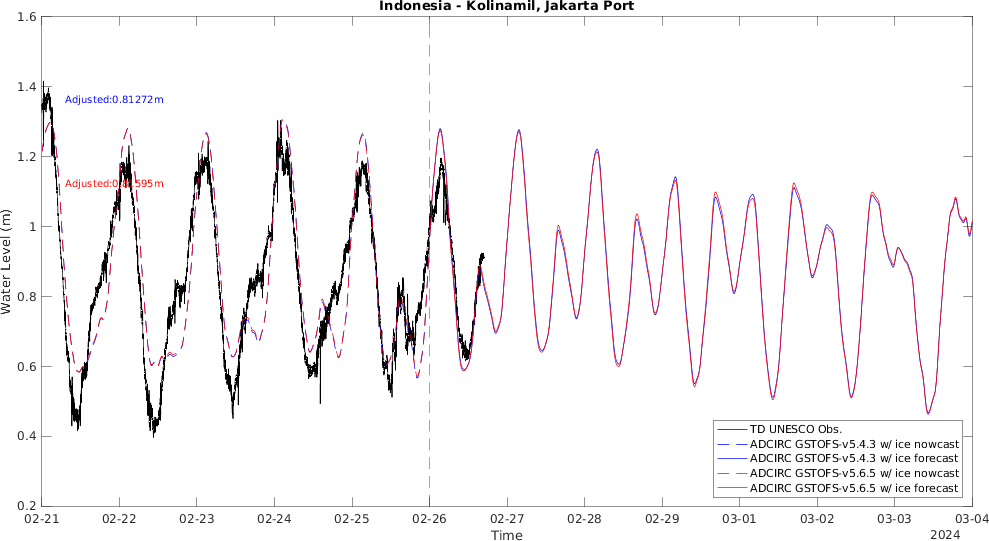 Indonesia - Kolinamil, Jakarta Port
Water Level (m)
1.6
1.4
1.2
1
0.8
0.6
0.4
0.2
Adjusted:0.81272m
02-21
02-22
02-23
02-24
02-25
02-26
02-27
02-28
02-29
03-01
03-02
03-03
03-04
Time
2024
TD UNESCO Obs.
ADCIRC GSTOFS-v5.4.3 w/ ice nowcast
ADCIRC GSTOFS-v5.4.3 w/ ice forecast
ADCIRC GSTOFS-v5.6.5 w/ ice nowcast
ADCIRC GSTOFS-v5.6.5 w/ ice forecast